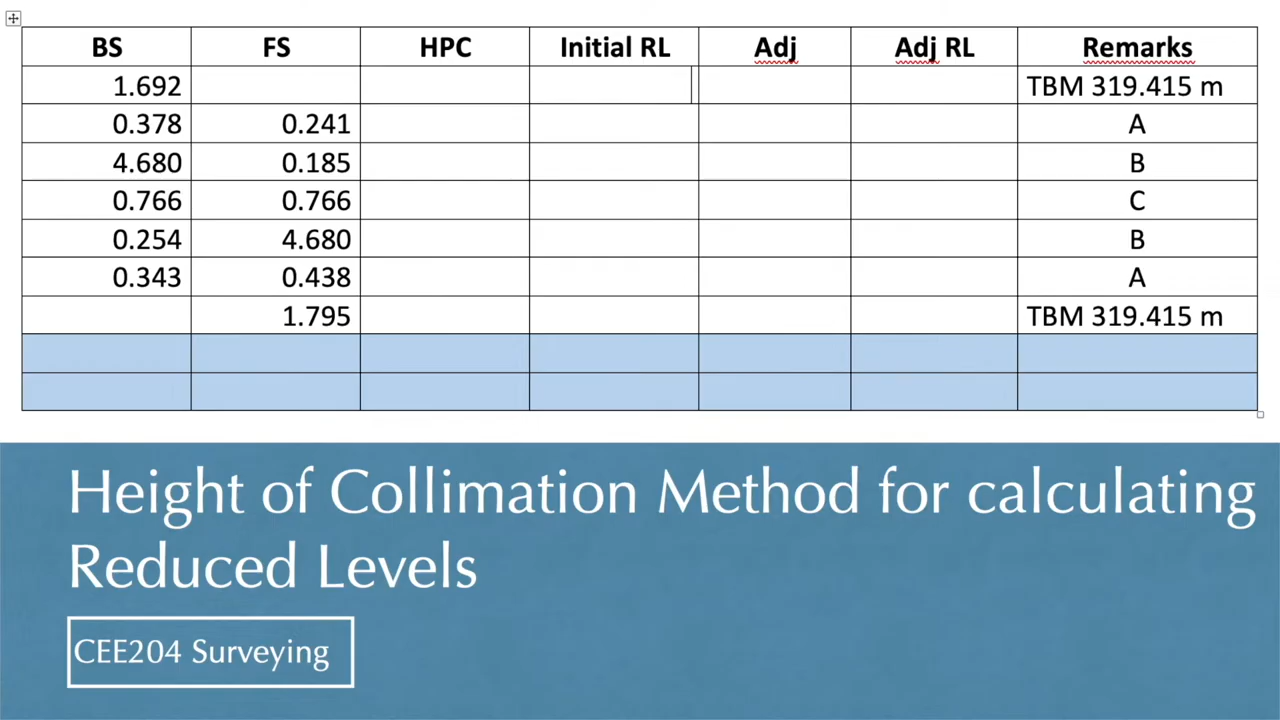 BS FS HPC Initial RL Adj Adj RL Remarks
1.692 TBM 319.415 m
0.378 0.241 A
4.680 0.185 B
0.766 0.766 C
0.254 4.680 B
0.343 0.438 A
1.795 TBM 319.415 m
Height of Collimation Method for calculating
Reduced Levels
CEE204 Surveying